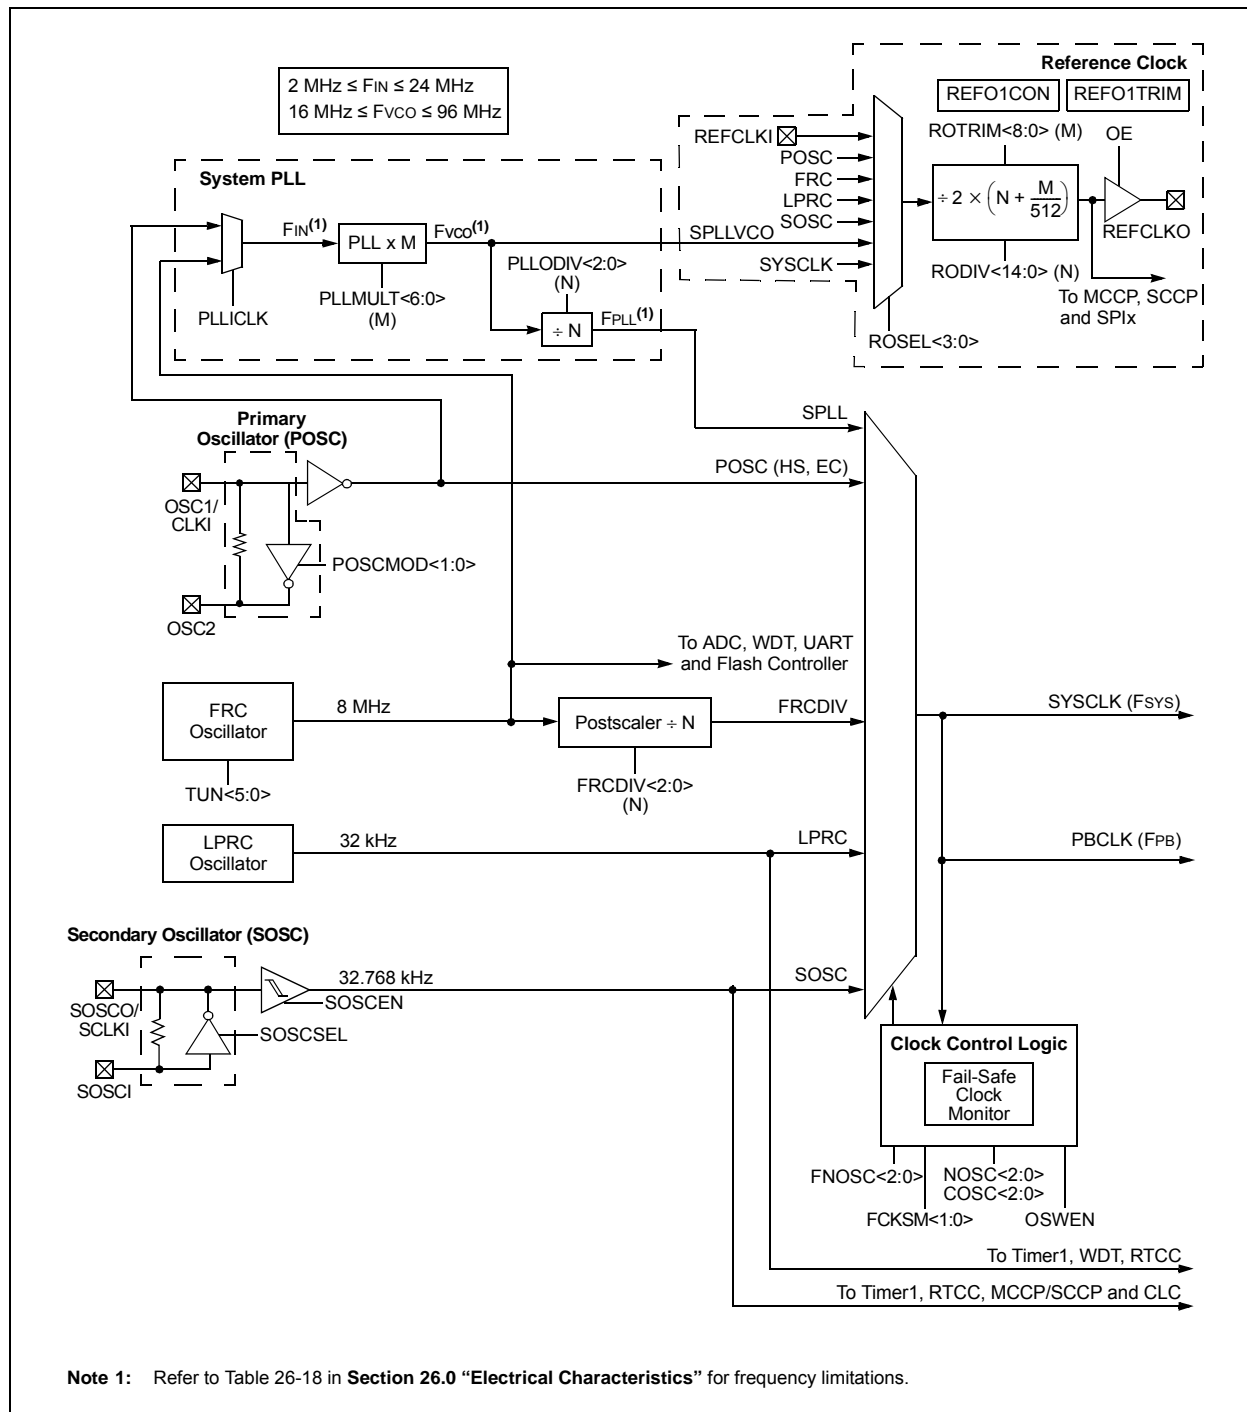 2 MHz ≤ FIN ≤ 24 MHz
16 MHz ≤ FVCO ≤ 96 MHz
Reference Clock
REFO1CON
REFO1TRIM
ROTRIM<8:0> (M)
OE
REFCLKI
POSC
FRC
LPRC
SOSC
SPLLVCO
SYSCLK
÷ 2 × (N + M/512)
REFCLKO
RODIV<14:0> (N)
To MCCP, SCCP
and SPIx
ROSEL<3:0>
System PLL
FIN(1)
PLL x M
FVCO(1)
PLLODIV<2:0>
(N)
PLLICLK
PLLMULT<6:0>
(M)
÷ N
FPLL(1)
SPLL
Primary
Oscillator (POSC)
POSC (HS, EC)
OSC1/
CLKI
POSCMOD<1:0>
OSC2
To ADC, WDT, UART
and Flash Controller
FRC
Oscillator
8 MHz
Postscaler ÷ N
FRCDIV
SYSCLK (FSYS)
TUN<5:0>
FRCDIV<2:0>
(N)
LPRC
Oscillator
32 kHz
LPRC
PBCLK (FPB)
Secondary Oscillator (SOSC)
32.768 kHz
SOSC
SOSCO/
SCLKI
SOSCEN
SOSCSEL
SOSCI
Clock Control Logic
Fail-Safe
Clock
Monitor
FNOSC<2:0>
NOSC<2:0>
COSC<2:0>
FCKSM<1:0>
OSWEN
To Timer1, WDT, RTCC
To Timer1, RTCC, MCCP/SCCP and CLC
Note 1: Refer to Table 26-18 in Section 26.0 “Electrical Characteristics” for frequency limitations.